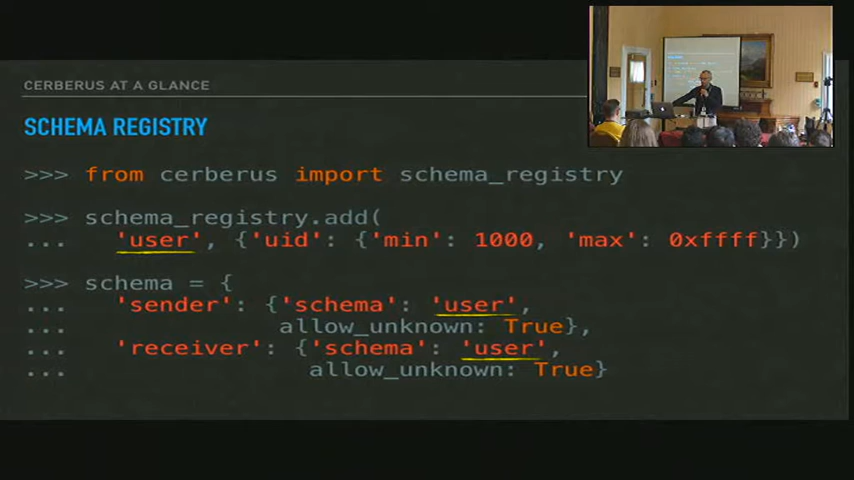 CERBERUS AT A GLANCE
SCHEMA REGISTRY
>>> from cerberus import schema_registry
>>> schema_registry.add(
... 'user', {'uid': {'min': 1000, 'max': 0xffff}})
>>> schema = {
... 'sender': {'schema': 'user',
... allow_unknown: True},
... 'receiver': {'schema': 'user',
... allow_unknown: True}